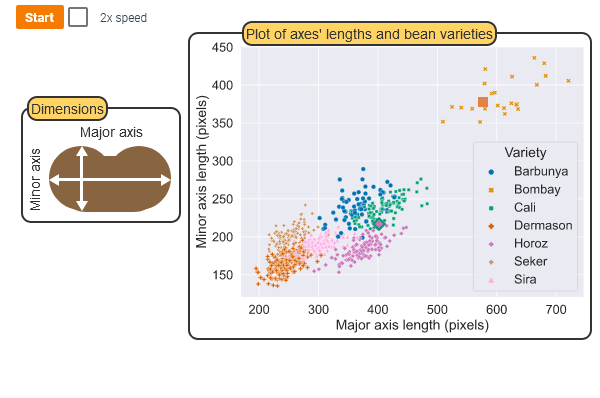 Start
2x speed
Plot of axes' lengths and bean varieties
Dimensions
Major axis
Minor axis
Minor axis length (pixels)
450
400
350
300
250
200
150
Variety
Barbunya
Bombay
Cali
Dermason
Horoz
Seker
Sira
200 300 400 500 600 700
Major axis length (pixels)